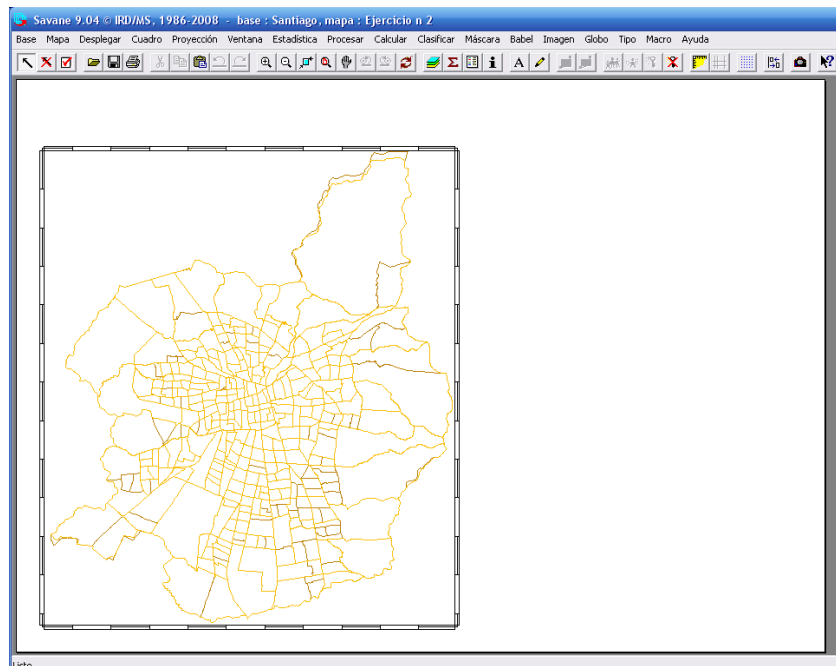 Savane 9.04 © IRD/MS, 1986-2008 - base : Santiago, mapa : Ejercicio n 2
Base Mapa Desplegar Cuadro Proyección Ventana Estadística Procesar Calcular Clasificar Máscara Babel Imagen Globo Tipo Macro Ayuda
Listo